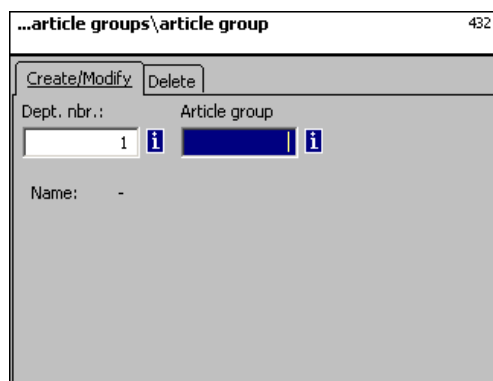 ...article groups\article group 432
Create/Modify Delete
Dept. nbr.: Article group
1 i i
Name: -